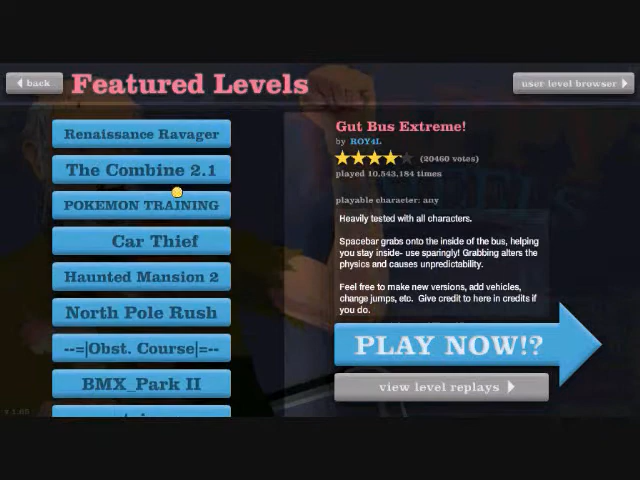 back
Featured Levels
user level browser
Renaissance Ravager
The Combine 2.1
POKEMON TRAINING
Car Thief
Haunted Mansion 2
North Pole Rush
--=|Obst. Course|=--
BMX_Park II
Gut Bus Extreme!
by ROY4L
(20460 votes)
played 10,543,184 times
playable character: any
Heavily tested with all characters.
Spacebar grabs onto the inside of the bus, helping
you stay inside- use sparingly! Grabbing alters the
physics and causes unpredictability.
Feel free to make new versions, add vehicles,
change jumps, etc. Give credit to here in credits if
you do.
PLAY NOW!?
view level replays